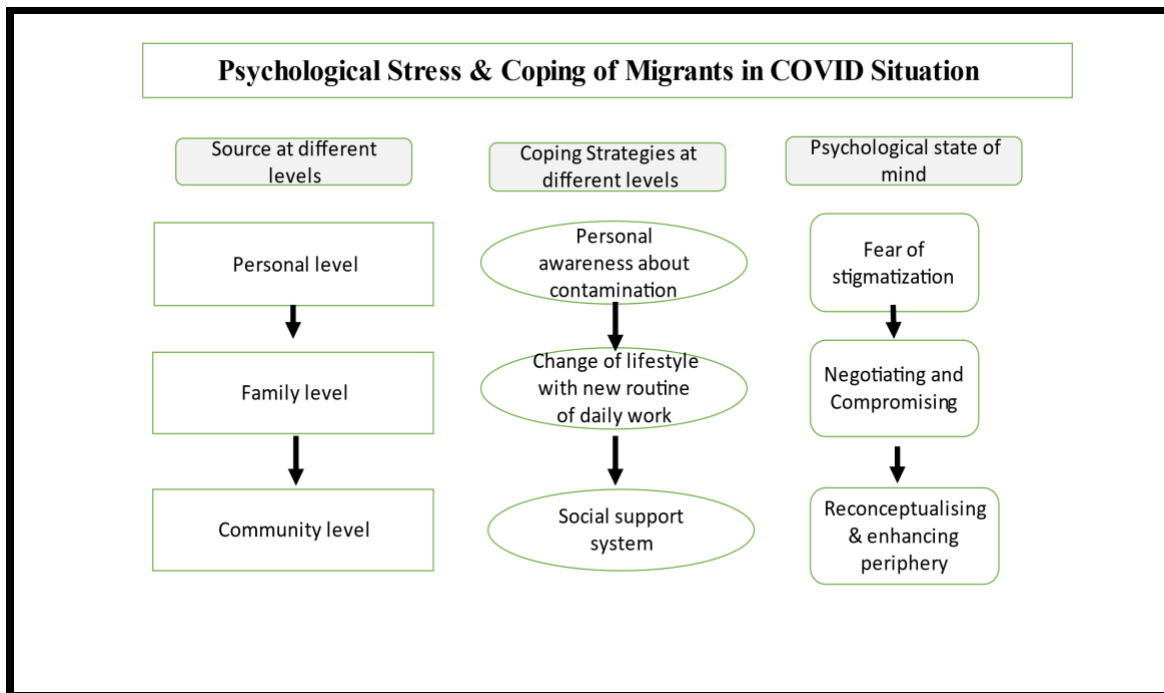 Psychological Stress & Coping of Migrants in COVID Situation
Source at different
levels
Coping Strategies at
different levels
Psychological state of
mind
Personal level
Personal
awareness about
contamination
Fear of
stigmatization
Family level
Change of lifestyle
with new routine
of daily work
Negotiating and
Compromising
Community level
Social support
system
Reconceptualising
& enhancing
periphery